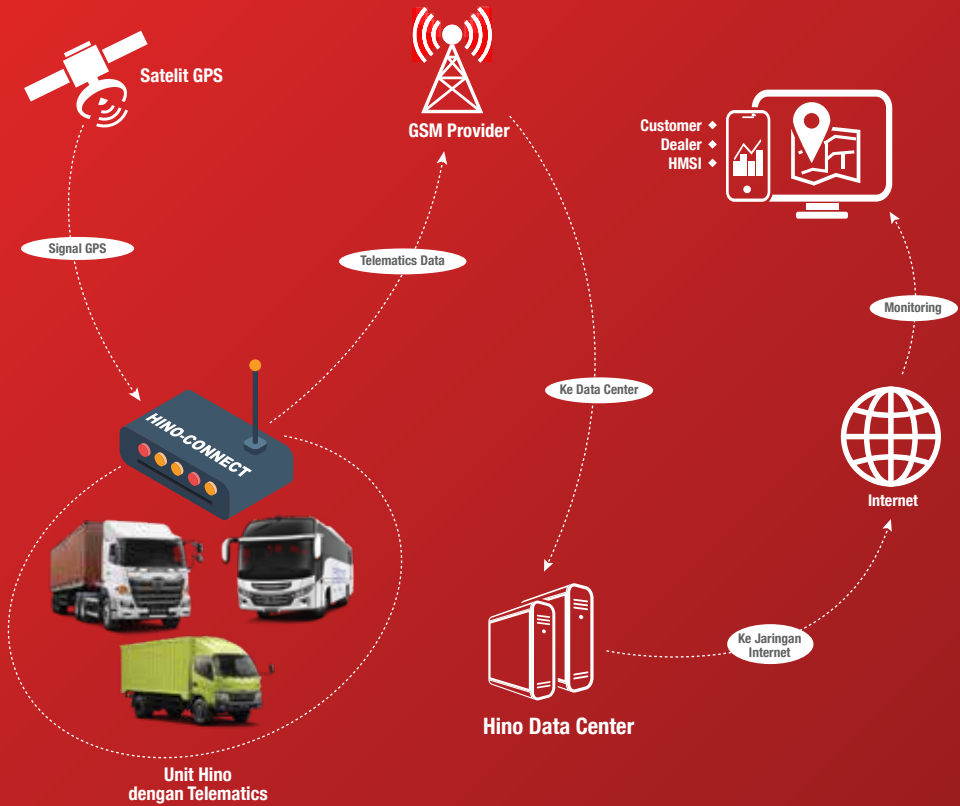 Satelit GPS
GSM Provider
Customer
Dealer
HMSI
Signal GPS
Telematics Data
Monitoring
Ke Data Center
HINO-CONNECT
Internet
Ke Jaringan
Internet
Hino Data Center
Unit Hino
dengan Telematics